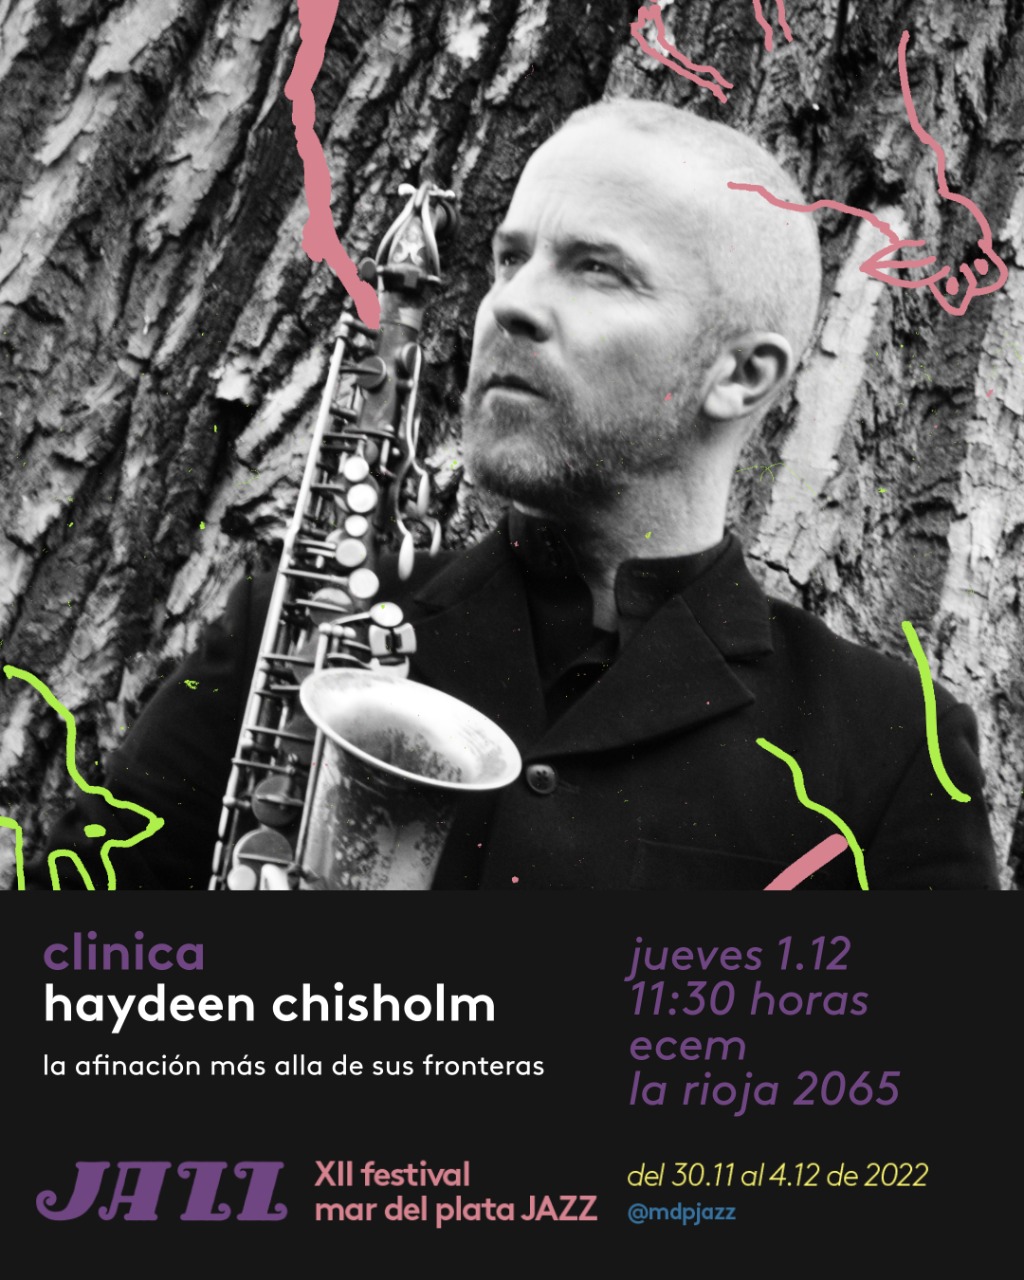 clinica
haydeen chisholm
la afinación más alla de sus fronteras
jueves 1.12
11:30 horas
ecem
la rioja 2065
JAZZ
XII festival
mar del plata JAZZ
del 30.11 al 4.12 de 2022
@mdpjazz